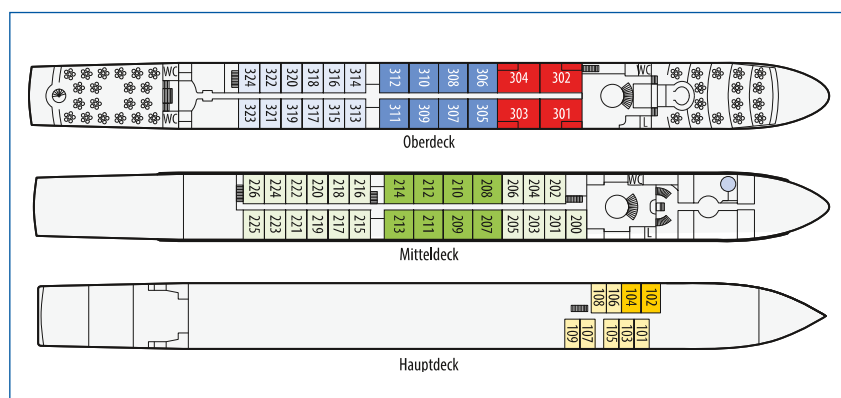 WC WC
324 322 320 318 316 314 312 310 308 306 304 302
323 321 319 317 315 313 311 309 307 305 303 301
WC L
Oberdeck
226 224 222 220 218 216 214 212 210 208 206 204 202 WC
225 223 221 219 217 215 213 211 209 207 205 203 201 200 L
Mitteldeck
108 106 104 102
109 107 105 103 101
Hauptdeck